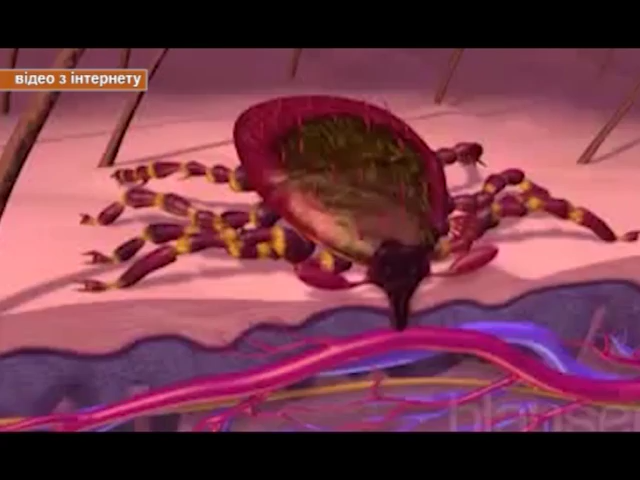 відео з інтернету